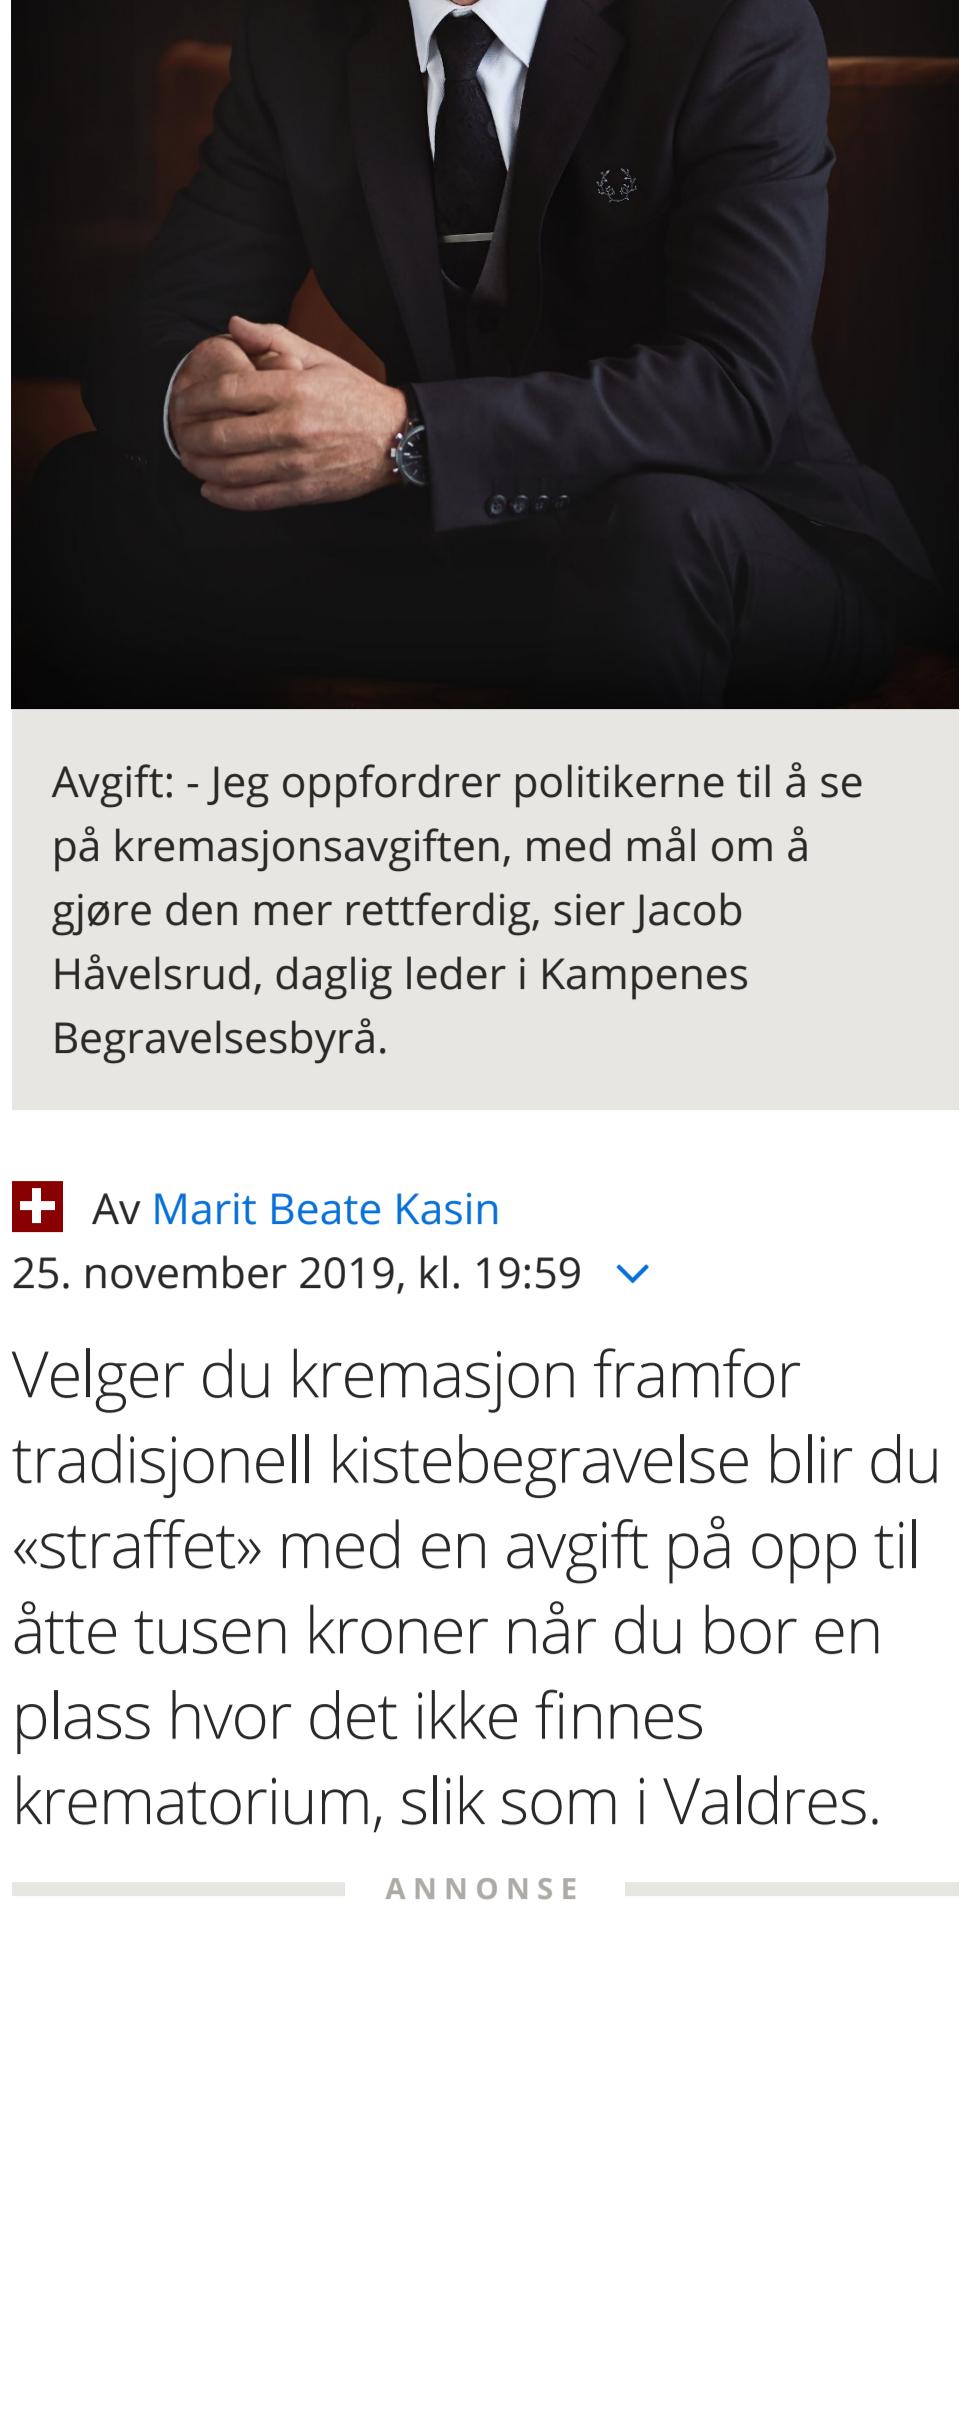 Avgift: - Jeg oppfordrer politikerne til å se
på kremasjonsavgiften, med mål om å
gjøre den mer rettferdig, sier Jacob
Håvelsrud, daglig leder i Kampenes
Begravelsesbyrå.
Av Marit Beate Kasin
25. november 2019, kl. 19:59
Velger du kremasjon framfor
tradisjonell kistebegravelse blir du
«straffet» med en avgift på opp til
åtte tusen kroner når du bor en
plass hvor det ikke finnes
krematorium, slik som i Valdres.
ANNONSE